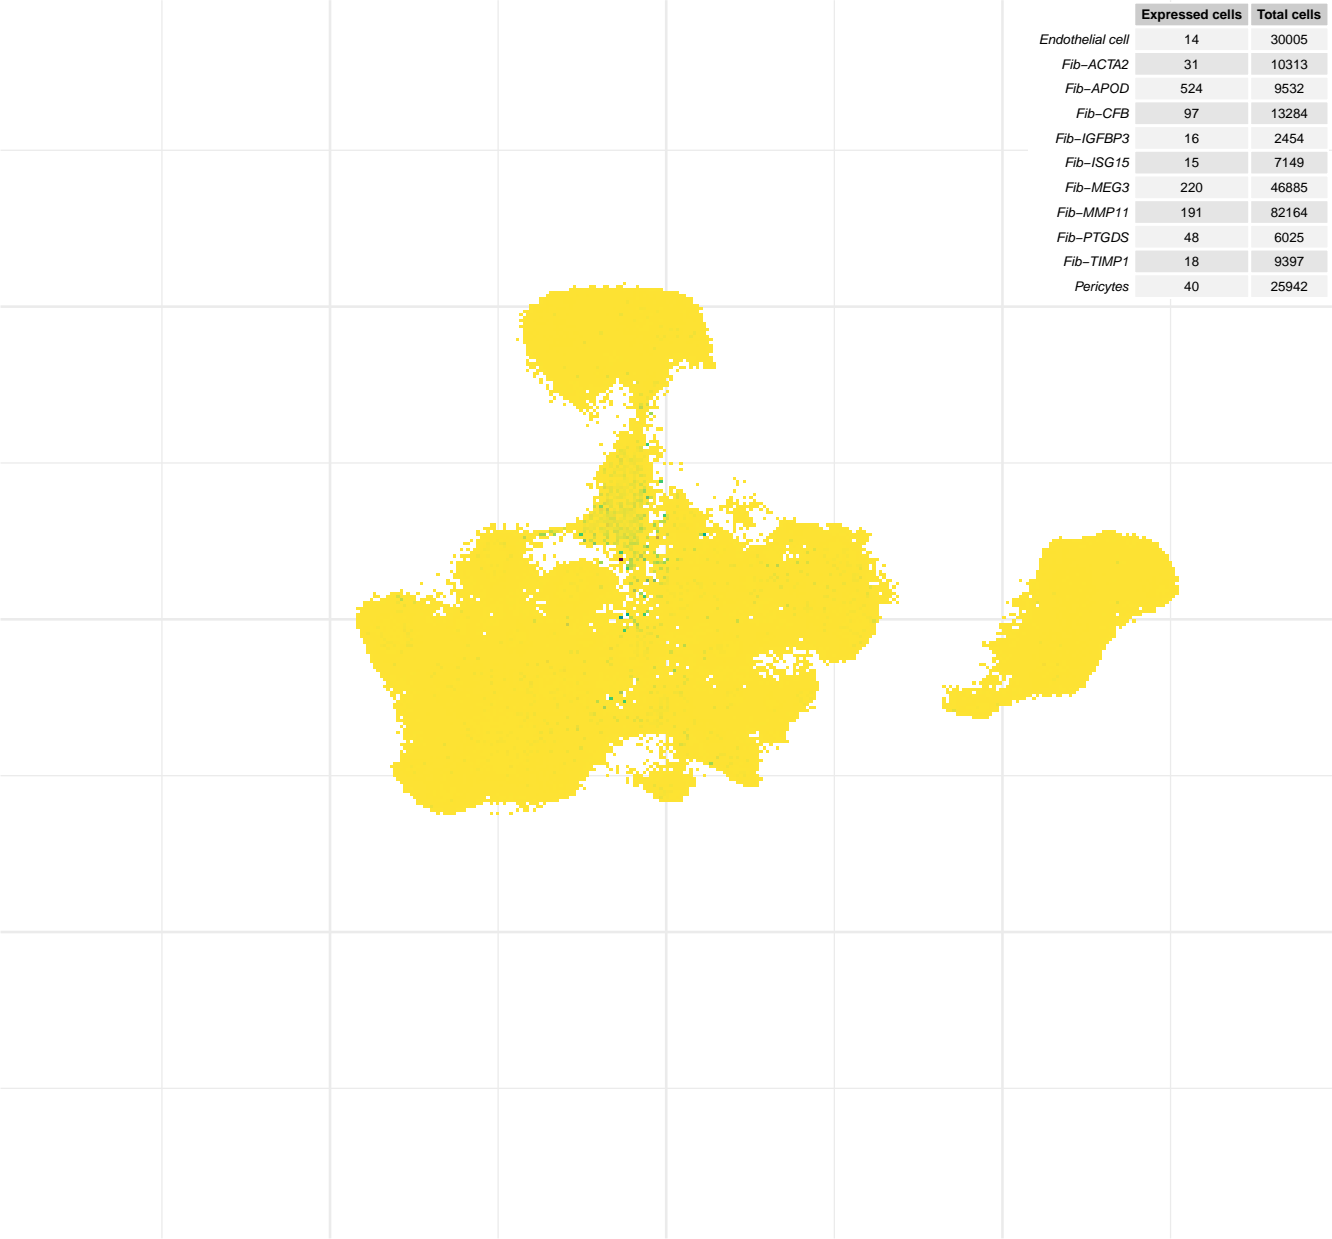 Expressed cells Total cells
Endothelial cell 14 30005
Fib−ACTA2 31 10313
Fib−APOD 524 9532
Fib−CFB 97 13284
Fib−IGFBP3 16 2454
Fib−ISG15 15 7149
Fib−MEG3 220 46885
Fib−MMP11 191 82164
Fib−PTGDS 48 6025
Fib−TIMP1 18 9397
Pericytes 40 25942